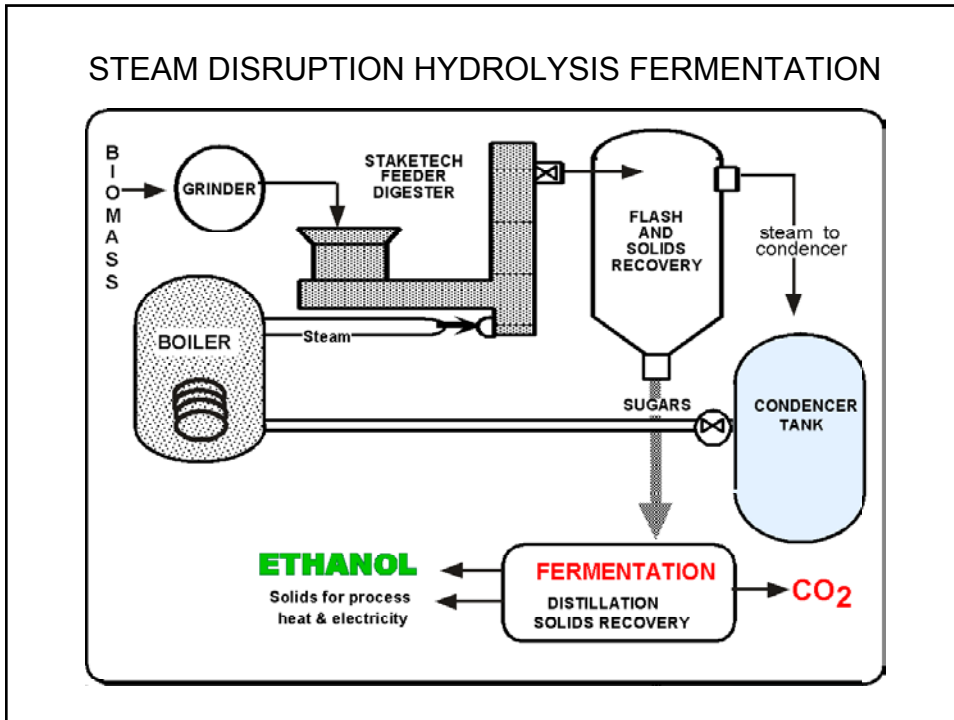 STEAM DISRUPTION HYDROLYSIS FERMENTATION
BIOMASS
GRINDER
STAKETECH
FEEDER
DIGESTER
FLASH
AND
SOLIDS
RECOVERY
steam to
condencer
BOILER
Steam
SUGARS
CONDENCER
TANK
ETHANOL
Solids for process
heat & electricity
FERMENTATION
DISTILLATION
SOLIDS RECOVERY
CO2